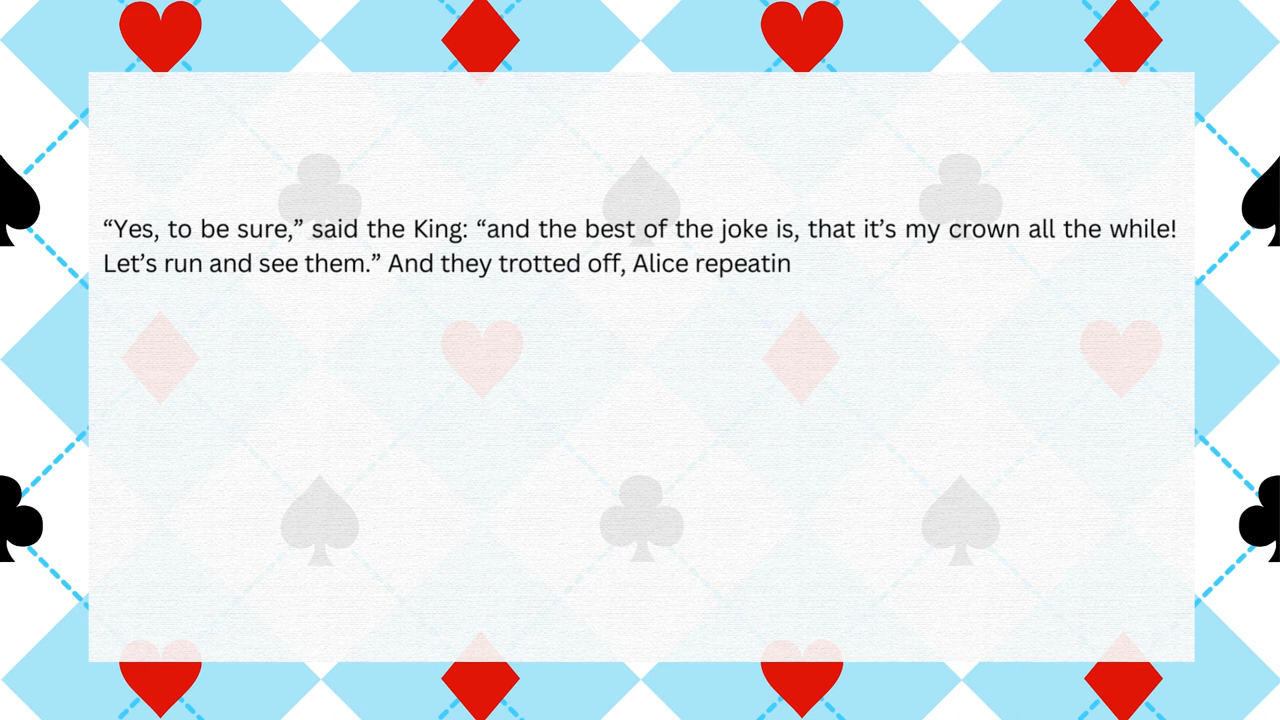 “Yes, to be sure,” said the King: “and the best of the joke is, that it’s my crown all the while!
Let’s run and see them.” And they trotted off, Alice repeatin